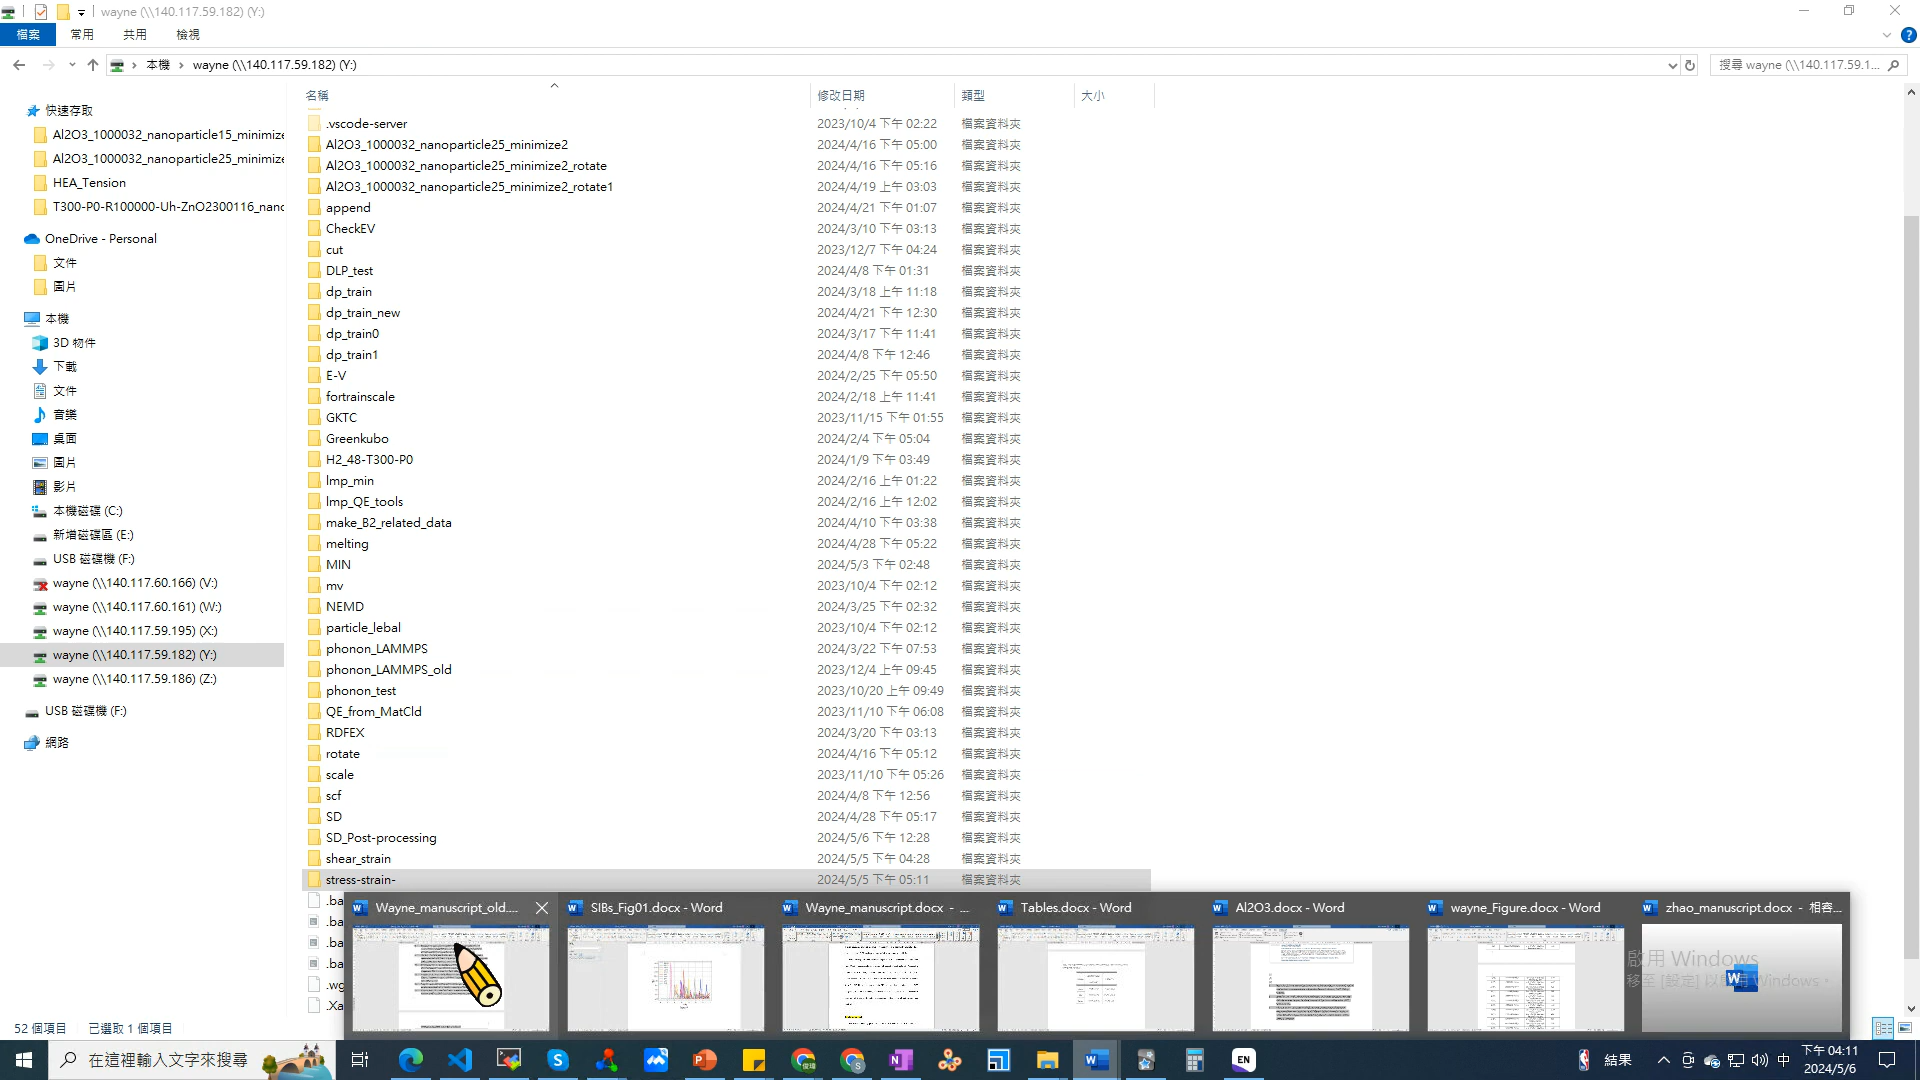 wayne (\\140.117.59.182) (Y:)
檔案 常用 共用 檢視
本機 › wayne (\\140.117.59.182) (Y:)
搜尋 wayne (\\140.117.59.1...
名稱 修改日期 類型 大小
快速存取
Al2O3_1000032_nanoparticle15_minimize
Al2O3_1000032_nanoparticle25_minimize
HEA_Tension
T300-P0-R100000-Uh-ZnO2300116_nano
OneDrive - Personal
文件
圖片
本機
3D 物件
下載
文件
音樂
桌面
圖片
影片
本機磁碟 (C:)
新增磁碟區 (E:)
USB 磁碟機 (F:)
wayne (\\140.117.60.166) (V:)
wayne (\\140.117.60.161) (W:)
wayne (\\140.117.59.195) (X:)
wayne (\\140.117.59.182) (Y:)
wayne (\\140.117.59.186) (Z:)
USB 磁碟機 (F:)
網路
.vscode-server 2023/10/4 下午 02:22 檔案資料夾
Al2O3_1000032_nanoparticle25_minimize2 2024/4/16 下午 05:00 檔案資料夾
Al2O3_1000032_nanoparticle25_minimize2_rotate 2024/4/16 下午 05:16 檔案資料夾
Al2O3_1000032_nanoparticle25_minimize2_rotate1 2024/4/19 上午 03:03 檔案資料夾
append 2024/4/21 上午 01:07 檔案資料夾
CheckEV 2024/3/10 下午 03:13 檔案資料夾
cut 2023/12/7 下午 04:24 檔案資料夾
DLP_test 2024/4/8 下午 01:31 檔案資料夾
dp_train 2024/3/18 上午 11:18 檔案資料夾
dp_train_new 2024/4/21 下午 12:30 檔案資料夾
dp_train0 2024/3/17 下午 11:41 檔案資料夾
dp_train1 2024/4/8 下午 12:46 檔案資料夾
E-V 2024/2/25 下午 05:50 檔案資料夾
fortrainscale 2024/2/18 上午 11:41 檔案資料夾
GKTC 2023/11/15 下午 01:55 檔案資料夾
Greenkubo 2024/2/4 下午 05:04 檔案資料夾
H2_48-T300-P0 2024/1/9 下午 03:49 檔案資料夾
lmp_min 2024/2/16 上午 01:22 檔案資料夾
lmp_QE_tools 2024/2/16 上午 12:02 檔案資料夾
make_B2_related_data 2024/4/10 下午 03:38 檔案資料夾
melting 2024/4/28 下午 05:22 檔案資料夾
MIN 2024/5/3 下午 02:48 檔案資料夾
mv 2023/10/4 下午 02:12 檔案資料夾
NEMD 2024/3/25 下午 02:32 檔案資料夾
particle_lebal 2023/10/4 下午 02:12 檔案資料夾
phonon_LAMMPS 2024/3/22 下午 07:53 檔案資料夾
phonon_LAMMPS_old 2023/12/4 上午 09:45 檔案資料夾
phonon_test 2023/10/20 上午 09:49 檔案資料夾
QE_from_MatCld 2023/11/10 下午 06:08 檔案資料夾
RDFEX 2024/3/20 下午 03:13 檔案資料夾
rotate 2024/4/16 下午 05:12 檔案資料夾
scale 2023/11/10 下午 05:26 檔案資料夾
scf 2024/4/8 下午 12:56 檔案資料夾
SD 2024/4/28 下午 05:17 檔案資料夾
SD_Post-processing 2024/5/6 下午 12:28 檔案資料夾
shear_strain 2024/5/5 下午 04:28 檔案資料夾
stress-strain- 2024/5/5 下午 05:11 檔案資料夾
.ba
.ba
.ba
.ba
.wg
.Xa
Wayne_manuscript_old....
SIBs_Fig01.docx - Word
Wayne_manuscript.docx - ...
Tables.docx - Word
Al2O3.docx - Word
wayne_Figure.docx - Word
zhao_manuscript.docx - 相容...
啟用 Windows
52 個項目 已選取 1 個項目
在這裡輸入文字來搜尋
EN
結果
中
下午 04:11
2024/5/6